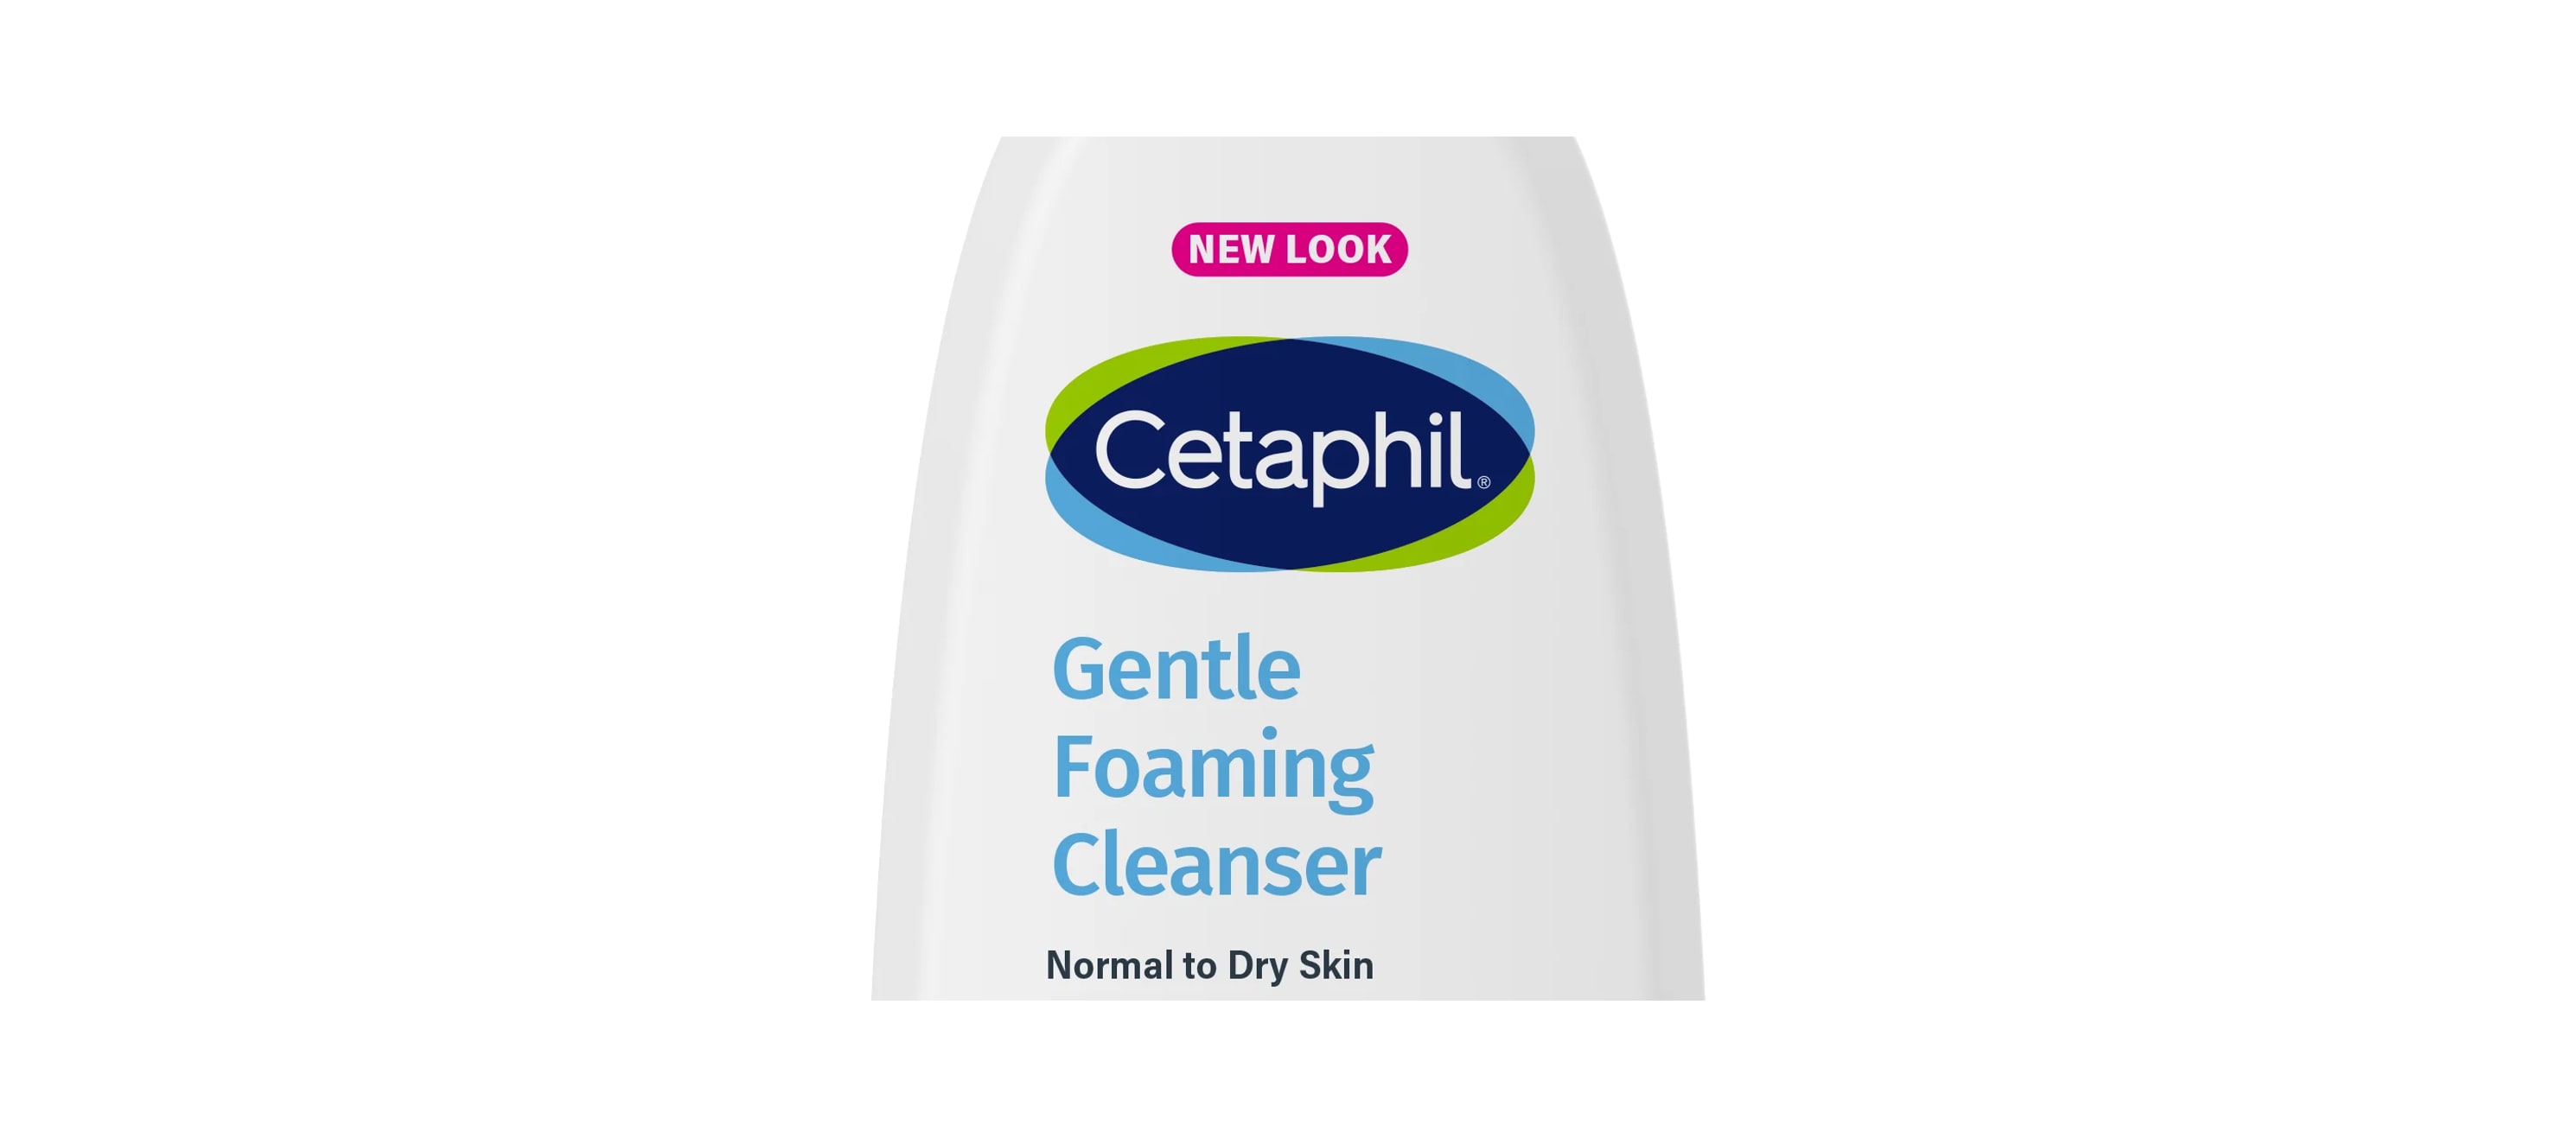 NEW LOOK
Cetaphil®
Gentle
Foaming
Cleanser
Normal to Dry Skin